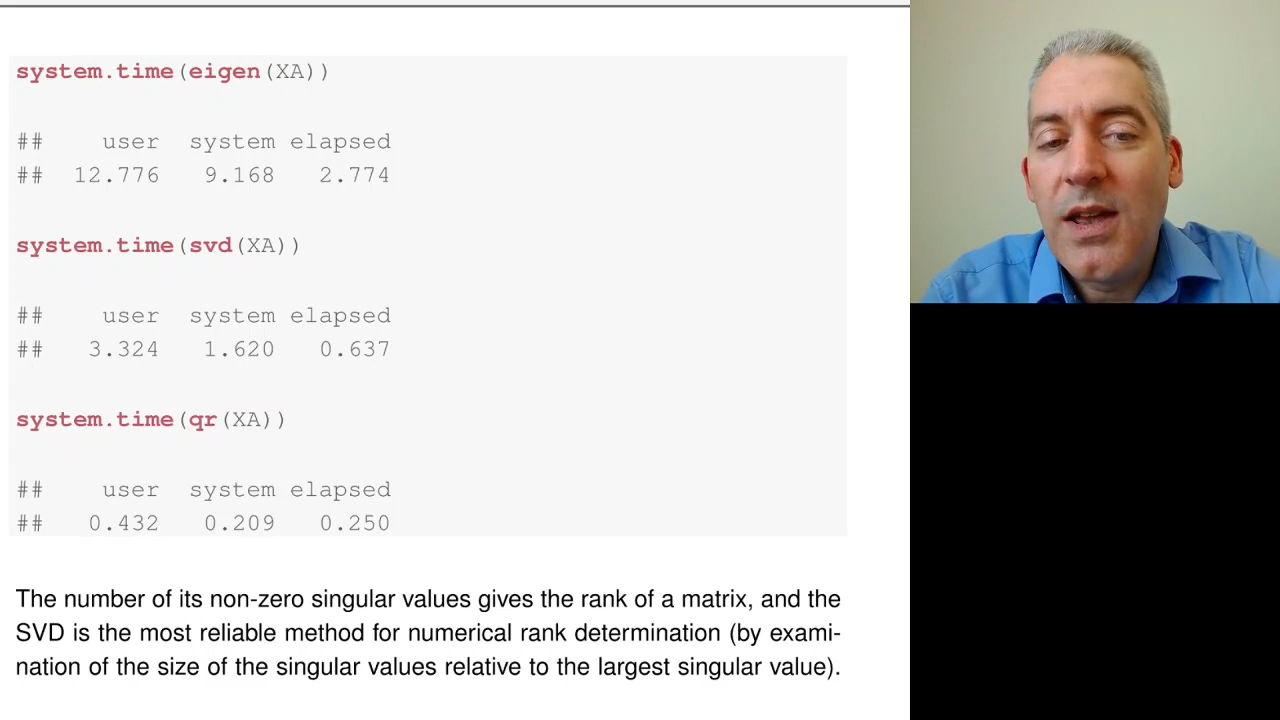 system.time(eigen(XA))
## user system elapsed
## 12.776 9.168 2.774
system.time(svd(XA))
## user system elapsed
## 3.324 1.620 0.637
system.time(qr(XA))
## user system elapsed
## 0.432 0.209 0.250
The number of its non-zero singular values gives the rank of a matrix, and the
SVD is the most reliable method for numerical rank determination (by exami-
nation of the size of the singular values relative to the largest singular value).